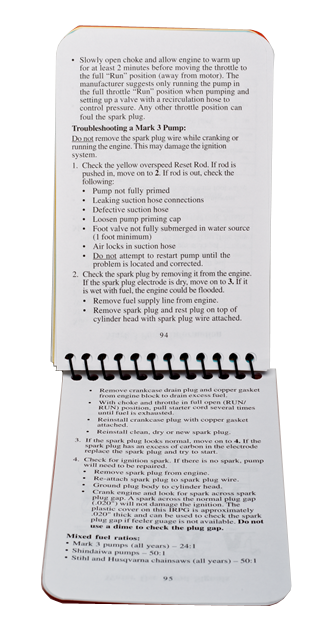 • Slowly open choke and allow engine to warm up
for at least 2 minutes before moving the throttle to
the full “Run” position (away from motor). The
manufacturer suggests only running the pump in
the full throttle “Run” position when pumping and
setting up a valve with a recirculation hose to
control pressure. Any other throttle position can
foul the spark plug.
Troubleshooting a Mark 3 Pump:
Do not remove the spark plug wire while cranking or
running the engine. This may damage the ignition
system.
1. Check the yellow overspeed Reset Rod. If rod is
pushed in, move on to 2. If rod is out, check the
following:
• Pump not fully primed
• Leaking suction hose connections
• Defective suction hose
• Loosen pump priming cap
• Foot valve not fully submerged in water source
(1 foot minimum)
• Air locks in suction hose
• Do not attempt to restart pump until the
problem is located and corrected.
2. Check the spark plug by removing it from the engine.
If the spark plug electrode is dry, move on to 3. If it
is wet with fuel, the engine could be flooded.
• Remove fuel supply line from engine.
• Remove spark plug and rest plug on top of
cylinder head with spark plug wire attached.
94
• Remove crankcase drain plug and copper gasket
from engine block to drain excess fuel.
• With choke and throttle in full open (RUN/
RUN) position, pull starter cord several times
until fuel is exhausted.
• Reinstall crankcase plug with copper gasket
attached.
• Reinstall clean, dry or new spark plug.
3. If the spark plug looks normal, move on to 4. If the
spark plug has an excess of carbon in the electrode
replace the spark plug and try to start.
4. Check for ignition spark. If there is no spark, pump
will need to be repaired.
• Remove spark plug from engine.
• Re-attach spark plug to spark plug wire.
• Ground plug body to cylinder head.
• Crank engine and look for spark across spark
plug gap. A spark across the normal plug gap
(.020") will not damage the ignition. The
plastic cover on this IRPG is approximately
.020" thick and can be used to check the spark
plug gap if feeler guage is not available. Do not
use a dime to check the plug gap.
Mixed fuel ratios:
• Mark 3 pumps (all years) – 24:1
• Shindaiwa pumps – 50:1
• Stihl and Husqvarna chainsaws (all years) – 50:1
95